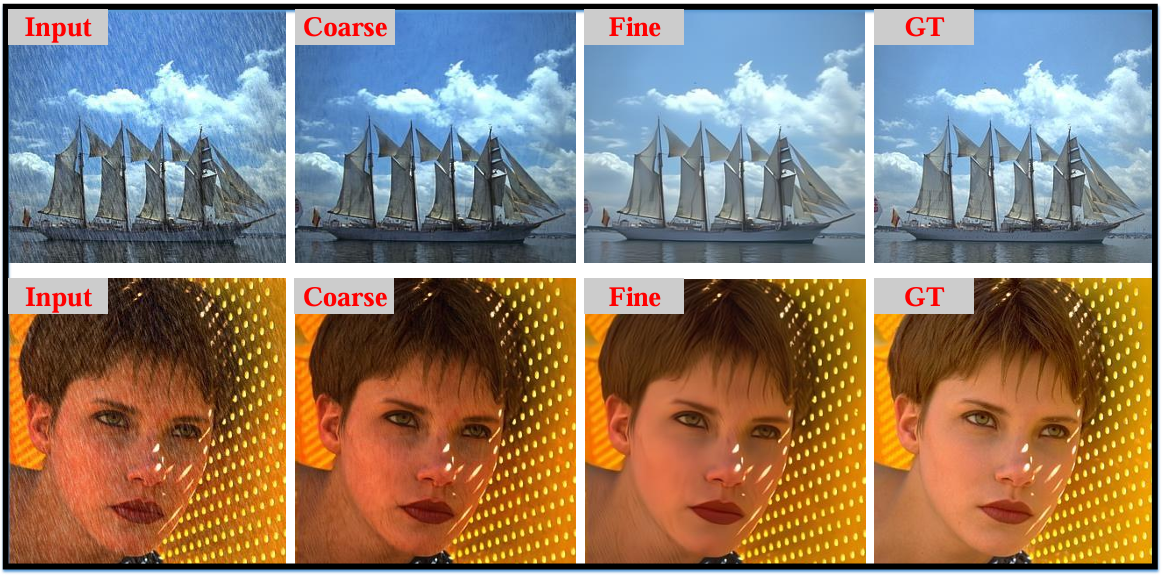 Input
Coarse
Fine
GT
Input
Coarse
Fine
GT